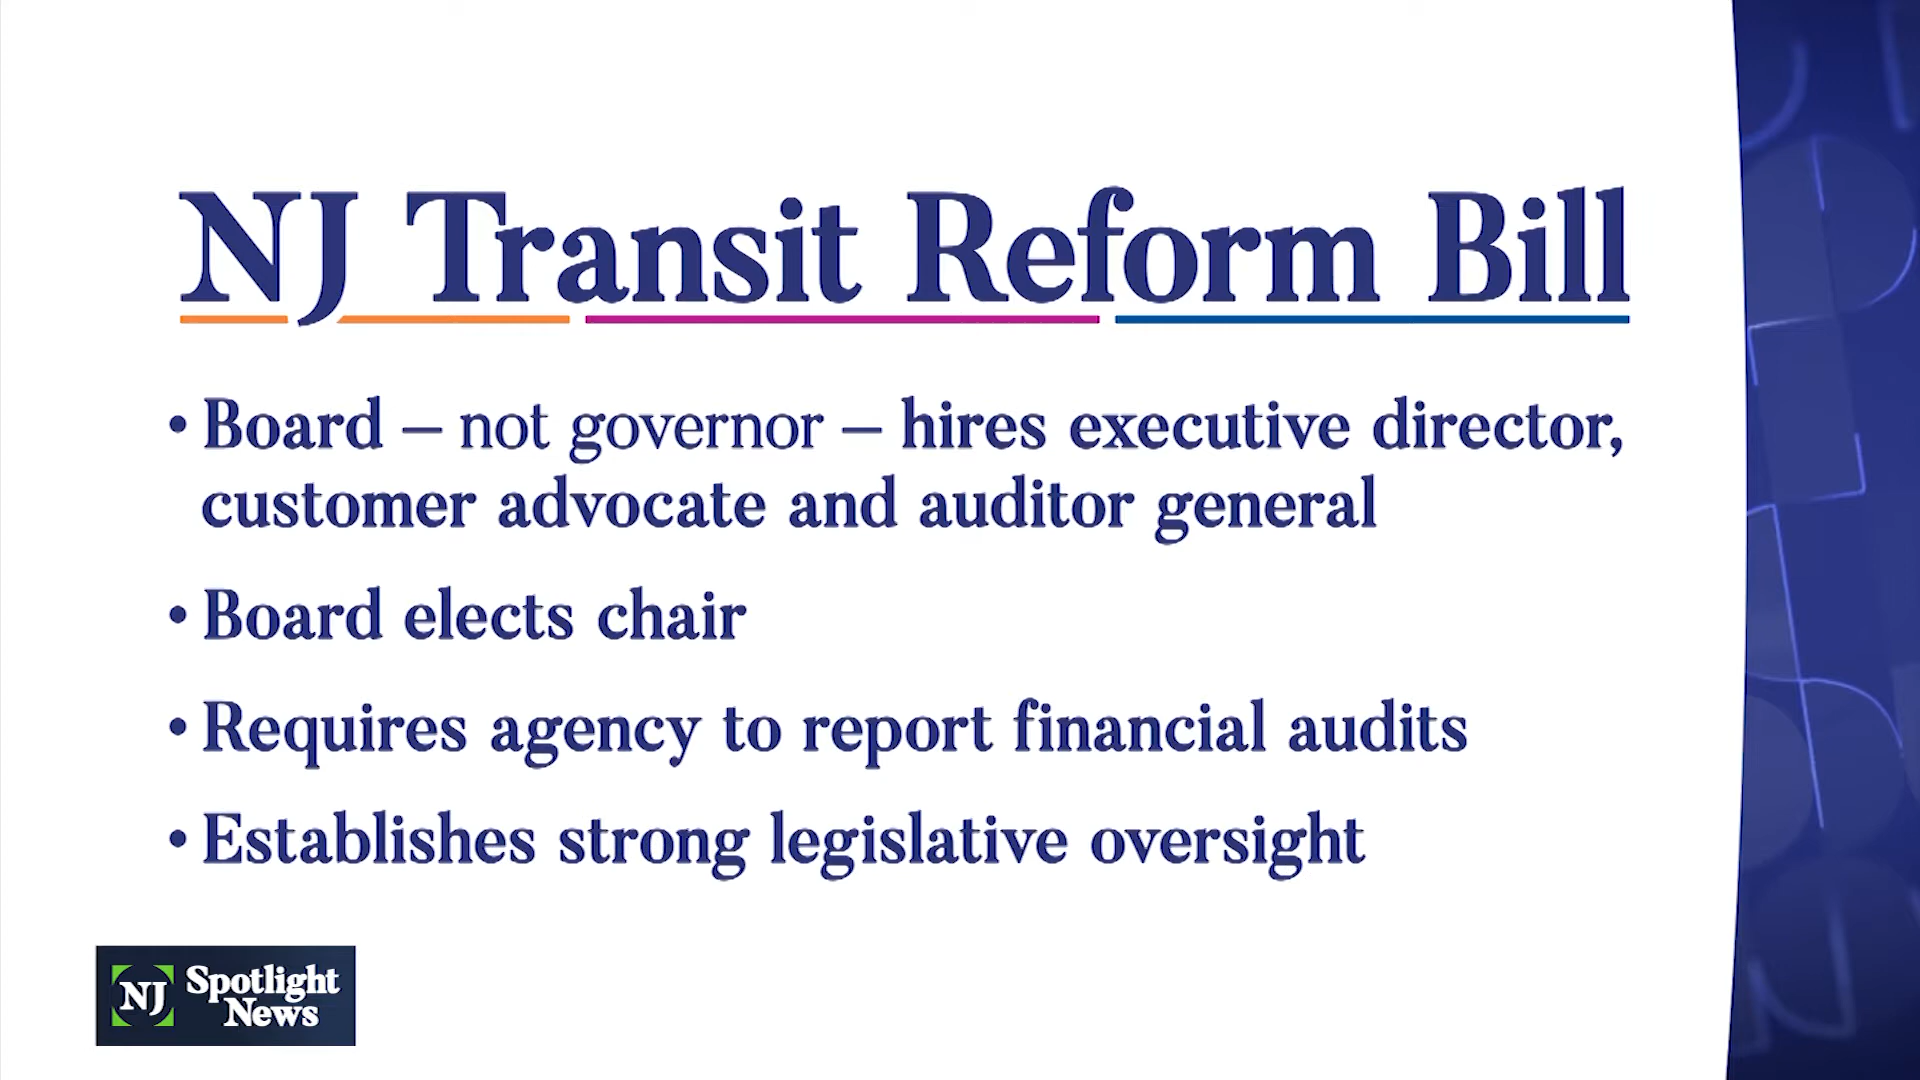 NJ Transit Reform Bill
• Board – not governor – hires executive director,
customer advocate and auditor general
• Board elects chair
• Requires agency to report financial audits
• Establishes strong legislative oversight
NJ Spotlight
News